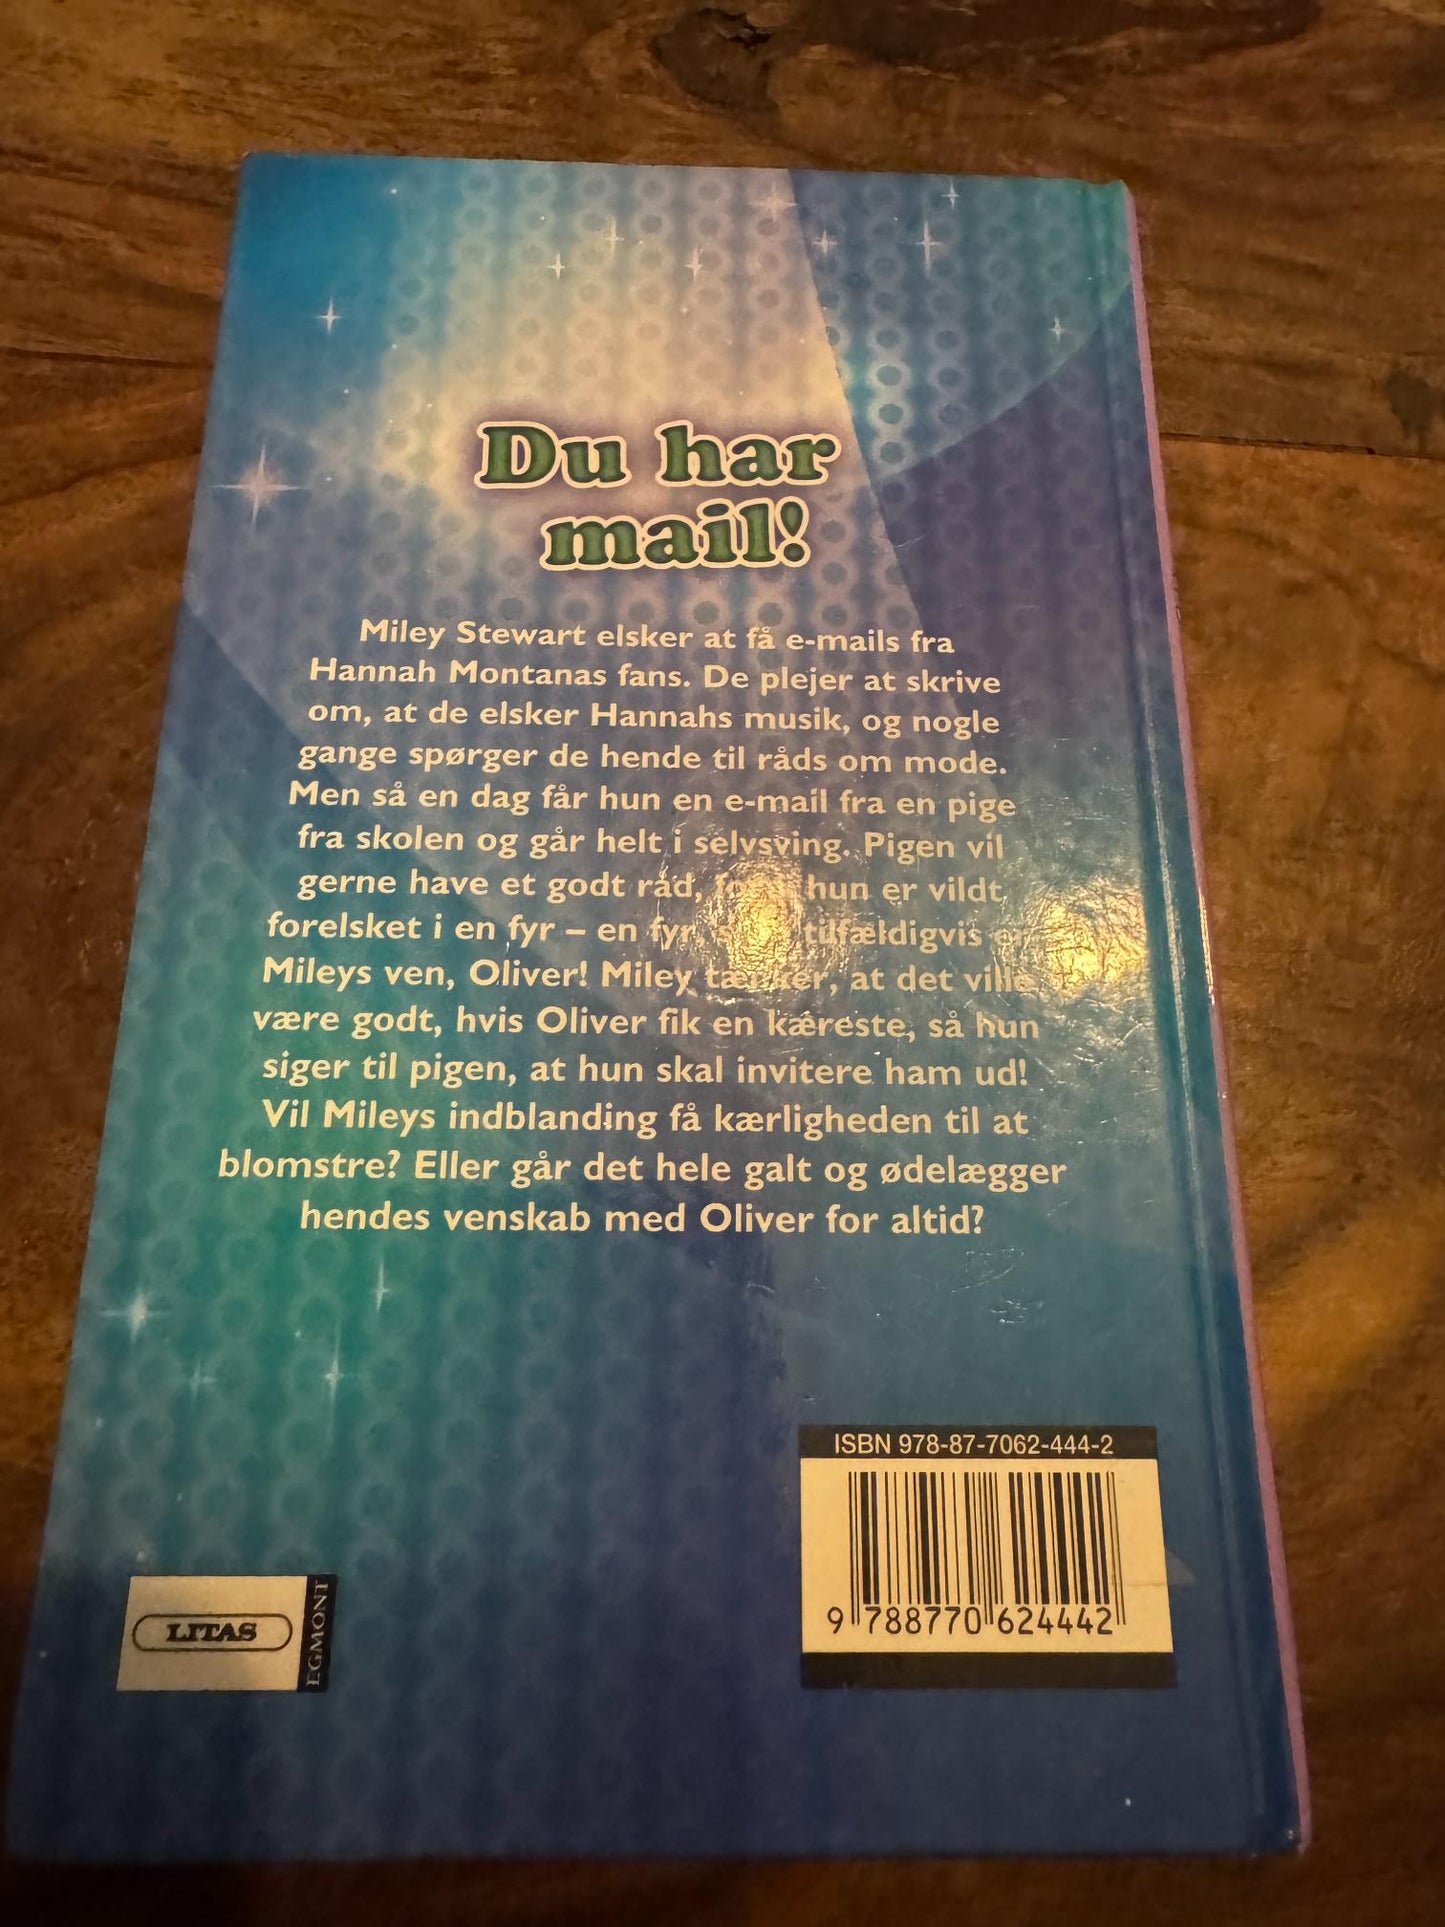 Du har
mail!
Miley Stewart elsker at få e-mails fra
Hannah Montanas fans. De plejer at skrive
om, at de elsker Hannahs musik, og nogle
gange spørger de hende til råds om mode.
Men så en dag får hun en e-mail fra en pige
fra skolen og går helt i selvsving. Pigen vil
gerne have et godt råd, for hun er vildt
forelsket i en fyr – en fyr, som tilfældigvis er
Mileys ven, Oliver! Miley tænker, at det ville
være godt, hvis Oliver fik en kæreste, så hun
siger til pigen, at hun skal invitere ham ud!
Vil Mileys indblanding få kærligheden til at
blomstre? Eller går det hele galt og ødelægger
hendes venskab med Oliver for altid?
ISBN 978-87-7062-444-2
9 788770 624442
LITAS
EGMONT